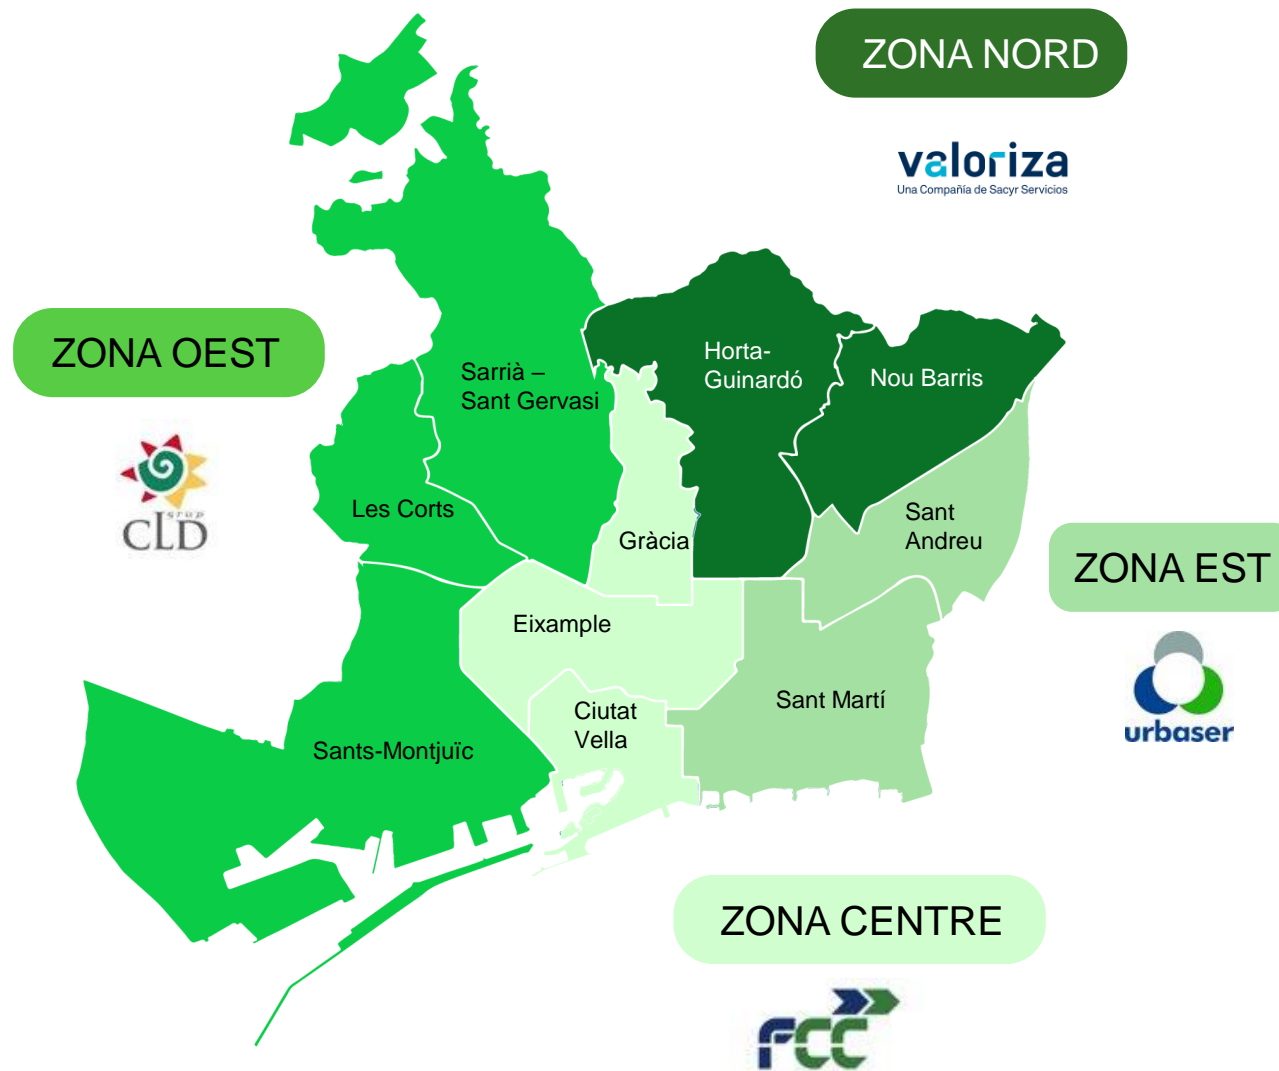 ZONA NORD
valoriza
Una Compañía de Sacyr Servicios
ZONA OEST
grup
CLD
Sarrià –
Sant Gervasi
Horta-
Guinardó
Nou Barris
Les Corts
Gràcia
Sant
Andreu
ZONA EST
urbaser
Eixample
Sant Martí
Ciutat
Vella
Sants-Montjuïc
ZONA CENTRE
FCC